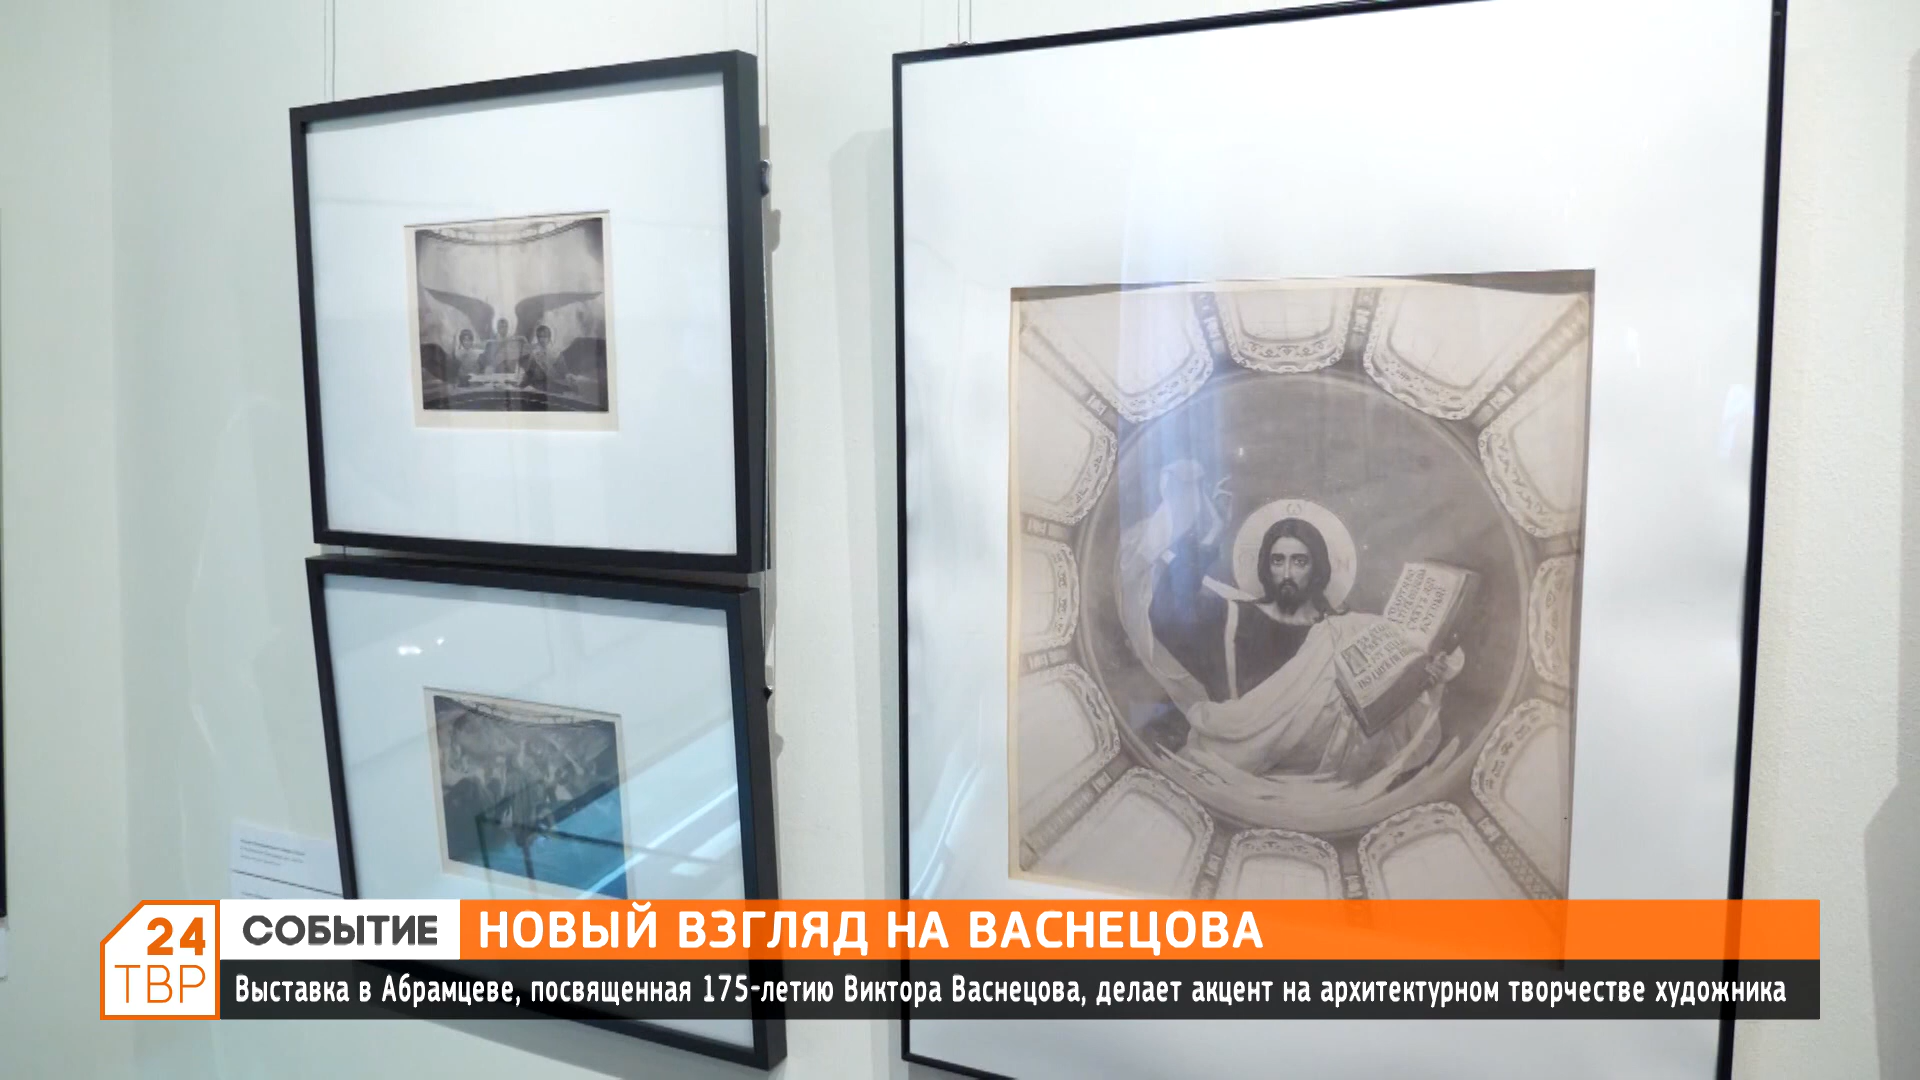 24
ТВР
СОБЫТИЕ
НОВЫЙ ВЗГЛЯД НА ВАСНЕЦОВА
Выставка в Абрамцеве, посвященная 175-летию Виктора Васнецова, делает акцент на архитектурном творчестве художника